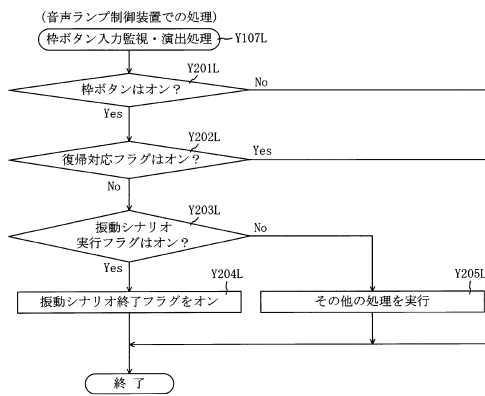 (音声ランプ制御装置での処理)
枠ボタン入力監視・演出処理
Y107L
Y201L
枠ボタンはオン?
No
Yes
Y202L
復帰対応フラグはオン?
Yes
No
Y203L
振動シナリオ
実行フラグはオン?
No
Yes
Y204L
振動シナリオ終了フラグをオン
Y205L
その他の処理を実行
終 了